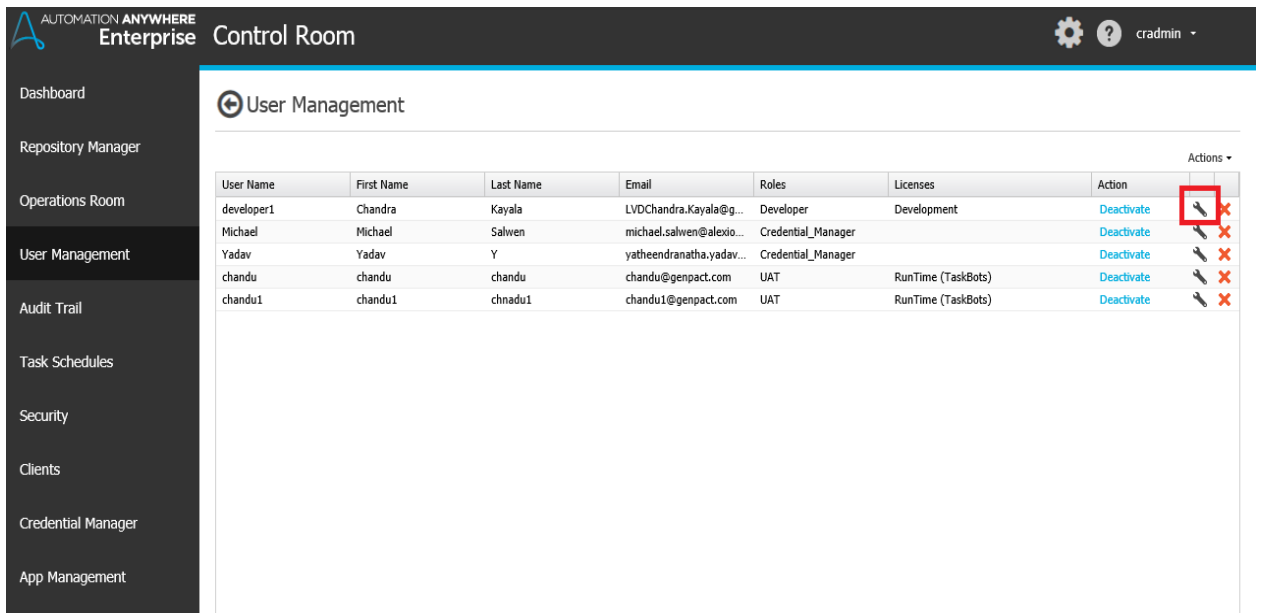 AUTOMATION ANYWHERE
Enterprise Control Room
? cradmin
Dashboard
Repository Manager
Operations Room
User Management
Audit Trail
Task Schedules
Security
Clients
Credential Manager
App Management
User Management
Actions
User Name First Name Last Name Email Roles Licenses Action
developer1 Chandra Kayala LVDChandra.Kayala@g... Developer Development Deactivate
Michael Michael Salwen michael.salwen@alexio... Credential_Manager Deactivate
Yadav Yadav Y yatheendranatha.yadav... Credential_Manager Deactivate
chandu chandu chandu chandu@genpact.com UAT RunTime (TaskBots) Deactivate
chandu1 chandu1 chnadu1 chandu1@genpact.com UAT RunTime (TaskBots) Deactivate